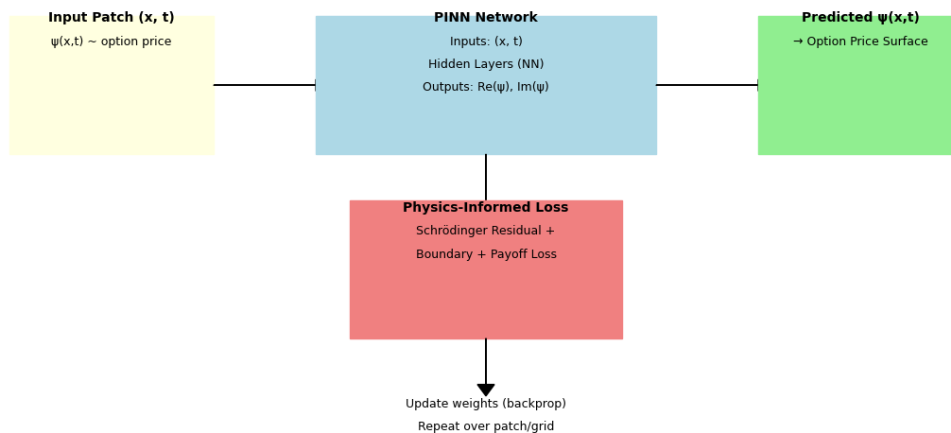 Input Patch (x, t)
ψ(x,t) ~ option price
PINN Network
Inputs: (x, t)
Hidden Layers (NN)
Outputs: Re(ψ), Im(ψ)
Predicted ψ(x,t)
→ Option Price Surface
Physics-Informed Loss
Schrödinger Residual +
Boundary + Payoff Loss
Update weights (backprop)
Repeat over patch/grid